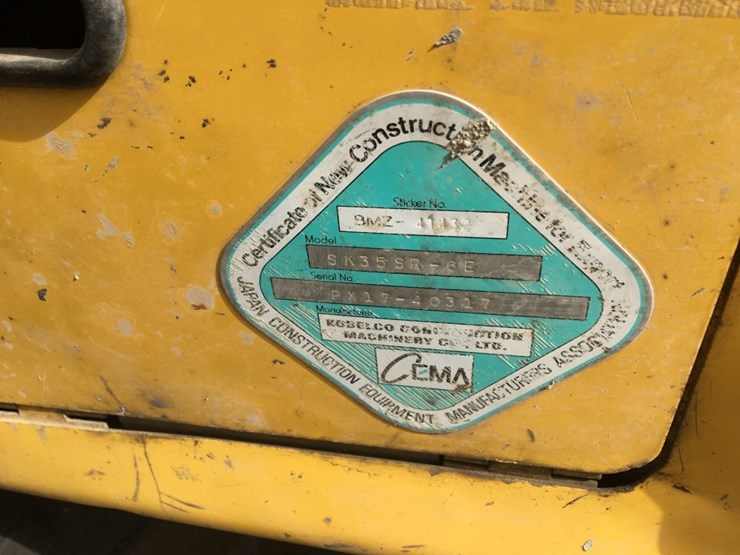 Certificate of New Construction Machine for Export
Sticker No.
BMZ-
Model
SK35SR-6E
Serial No.
PX17-40317
Manufacturer
KOBELCO CONSTRUCTION
MACHINERY CO., LTD.
CEMA
JAPAN CONSTRUCTION EQUIPMENT MANUFACTURERS ASSOCIATION